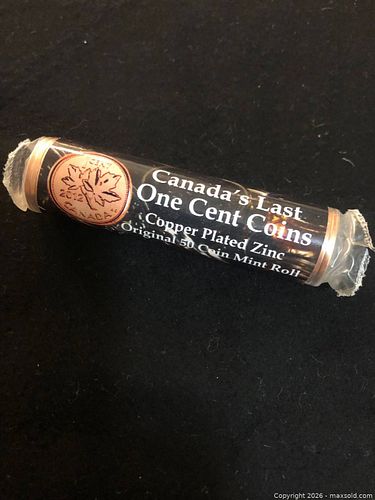 Canada's Last
One Cent Coins
Copper Plated Zinc
Original 50 Coin Mint Roll
CANADA
Copyright 2026 - maxsold.com